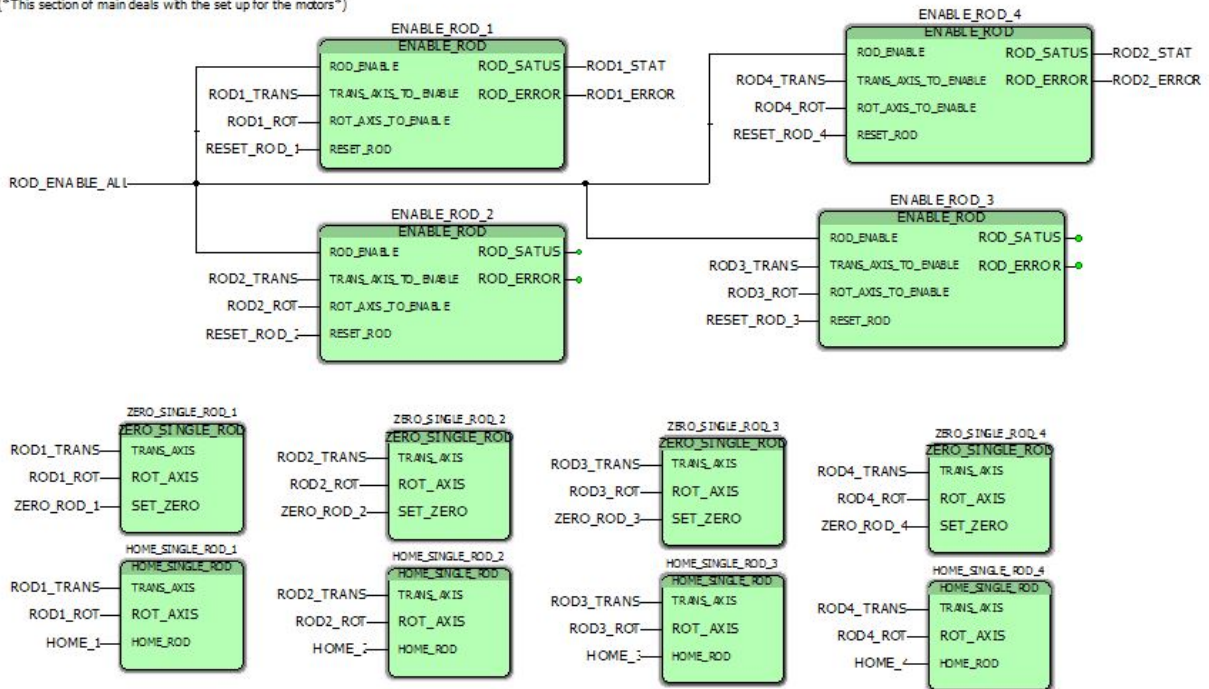 (*This section of main deals with the set up for the motors*)
ENABLE_ROD_1
ENABLE_ROD
ROD_ENABLE ROD_SATUS ROD1_STAT
ROD1_TRANS TRANS_AXIS_TO_ENABLE ROD_ERROR ROD1_ERROR
ROD1_ROT ROT_AXIS_TO_ENABLE
RESET_ROD_1 RESET_ROD
ENABLE_ROD_4
ENABLE_ROD
ROD_ENABLE ROD_SATUS ROD2_STAT
ROD4_TRANS TRANS_AXIS_TO_ENABLE ROD_ERROR ROD2_ERROR
ROD4_ROT ROT_AXIS_TO_ENABLE
RESET_ROD_4 RESET_ROD
ROD_ENABLE_ALL
ENABLE_ROD_2
ENABLE_ROD
ROD_ENABLE ROD_SATUS
ROD2_TRANS TRANS_AXIS_TO_ENABLE ROD_ERROR
ROD2_ROT ROT_AXIS_TO_ENABLE
RESET_ROD_2 RESET_ROD
ENABLE_ROD_3
ENABLE_ROD
ROD_ENABLE ROD_SATUS
ROD3_TRANS TRANS_AXIS_TO_ENABLE ROD_ERROR
ROD3_ROT ROT_AXIS_TO_ENABLE
RESET_ROD_3 RESET_ROD
ZERO_SINGLE_ROD_1
ZERO_SINGLE_ROD
ROD1_TRANS TRANS_AXIS
ROD1_ROT ROT_AXIS
ZERO_ROD_1 SET_ZERO
ZERO_SINGLE_ROD_2
ZERO_SINGLE_ROD
ROD2_TRANS TRANS_AXIS
ROD2_ROT ROT_AXIS
ZERO_ROD_2 SET_ZERO
ZERO_SINGLE_ROD_3
ZERO_SINGLE_ROD
ROD3_TRANS TRANS_AXIS
ROD3_ROT ROT_AXIS
ZERO_ROD_3 SET_ZERO
ZERO_SINGLE_ROD_4
ZERO_SINGLE_ROD
ROD4_TRANS TRANS_AXIS
ROD4_ROT ROT_AXIS
ZERO_ROD_4 SET_ZERO
HOME_SINGLE_ROD_1
HOME_SINGLE_ROD
ROD1_TRANS TRANS_AXIS
ROD1_ROT ROT_AXIS
HOME_1 HOME_ROD
HOME_SINGLE_ROD_2
HOME_SINGLE_ROD
ROD2_TRANS TRANS_AXIS
ROD2_ROT ROT_AXIS
HOME_2 HOME_ROD
HOME_SINGLE_ROD_3
HOME_SINGLE_ROD
ROD3_TRANS TRANS_AXIS
ROD3_ROT ROT_AXIS
HOME_3 HOME_ROD
HOME_SINGLE_ROD_4
HOME_SINGLE_ROD
ROD4_TRANS TRANS_AXIS
ROD4_ROT ROT_AXIS
HOME_4 HOME_ROD